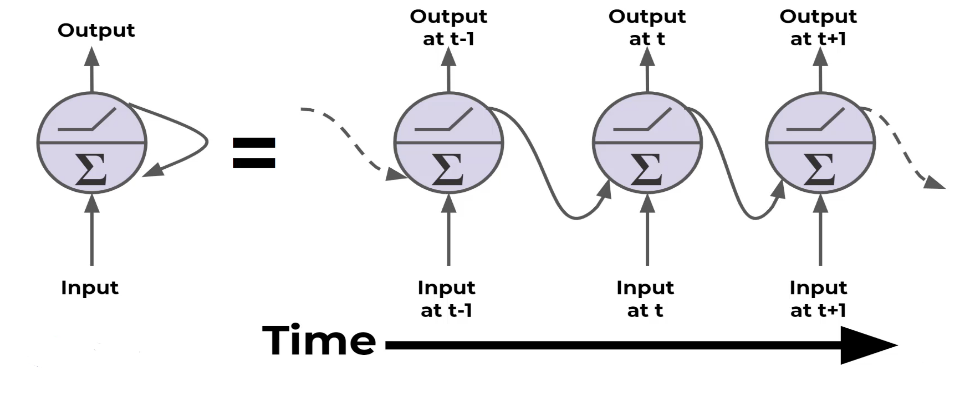 Output
Output
at t-1
Output
at t
Output
at t+1
Σ
=
Σ
Σ
Σ
Input
Input
at t-1
Input
at t
Input
at t+1
Time